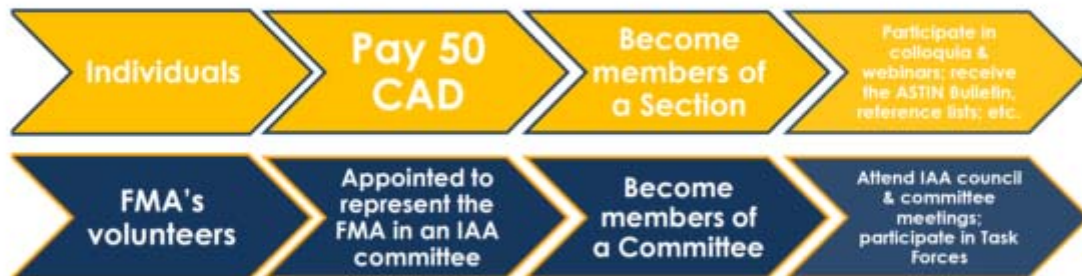 Individuals
Pay 50
CAD
Become
members of
a Section
Participate in
colloquia &
webinars; receive
the ASTIN Bulletin,
reference lists; etc.
FMA's
volunteers
Appointed to
represent the
FMA in an IAA
committee
Become
members of
a Committee
Attend IAA council
& committee
meetings;
participate in Task
Forces